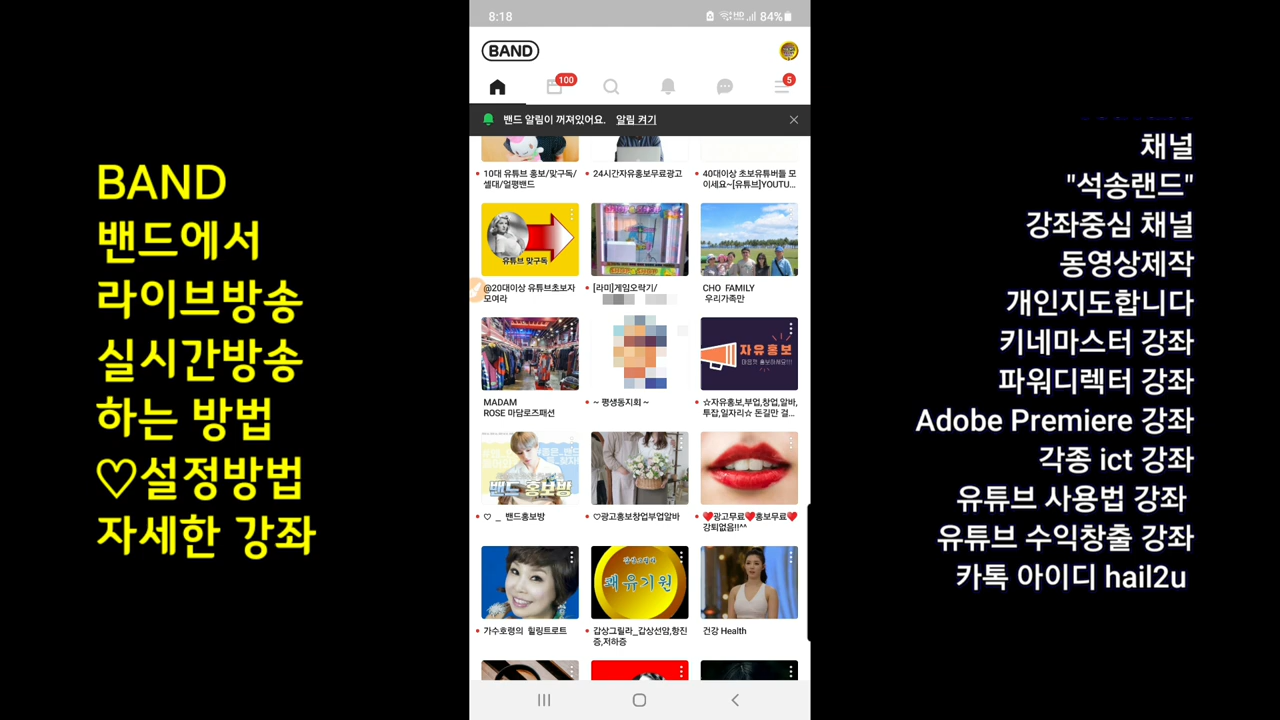 BAND
밴드에서
라이브방송
실시간방송
하는 방법
♡설정방법
자세한 강좌
8:18
84%
BAND
100
5
밴드 알림이 꺼져있어요. 알림 켜기
10대 유튜브 홍보/맞구독/
셀대/얼평밴드
24시간자유홍보무료광고
40대이상 초보유튜버들 모
이세요~[유튜브]YOUTU...
유튜브 맞구독
@20대이상 유튜브초보자
모여라
[라미]게임오락기/
CHO FAMILY
우리가족만
MADAM
ROSE 마담로즈패션
~ 평생동지회 ~
자유홍보
☆자유홍보,부업,창업,알바,
투잡,일자리☆ 돈길만 걸...
밴드 홍보방
♡ _ 밴드홍보방
♡광고홍보창업부업알바
❤️광고무료❤️홍보무료❤️
강퇴없음!!^^
가수호령의 힐링트로트
쾌유기원
갑상그릴라_갑상선암,항진
증,저하증
건강 Health
채널
"석송랜드"
강좌중심 채널
동영상제작
개인지도합니다
키네마스터 강좌
파워디렉터 강좌
Adobe Premiere 강좌
각종 ict 강좌
유튜브 사용법 강좌
유튜브 수익창출 강좌
카톡 아이디 hail2u